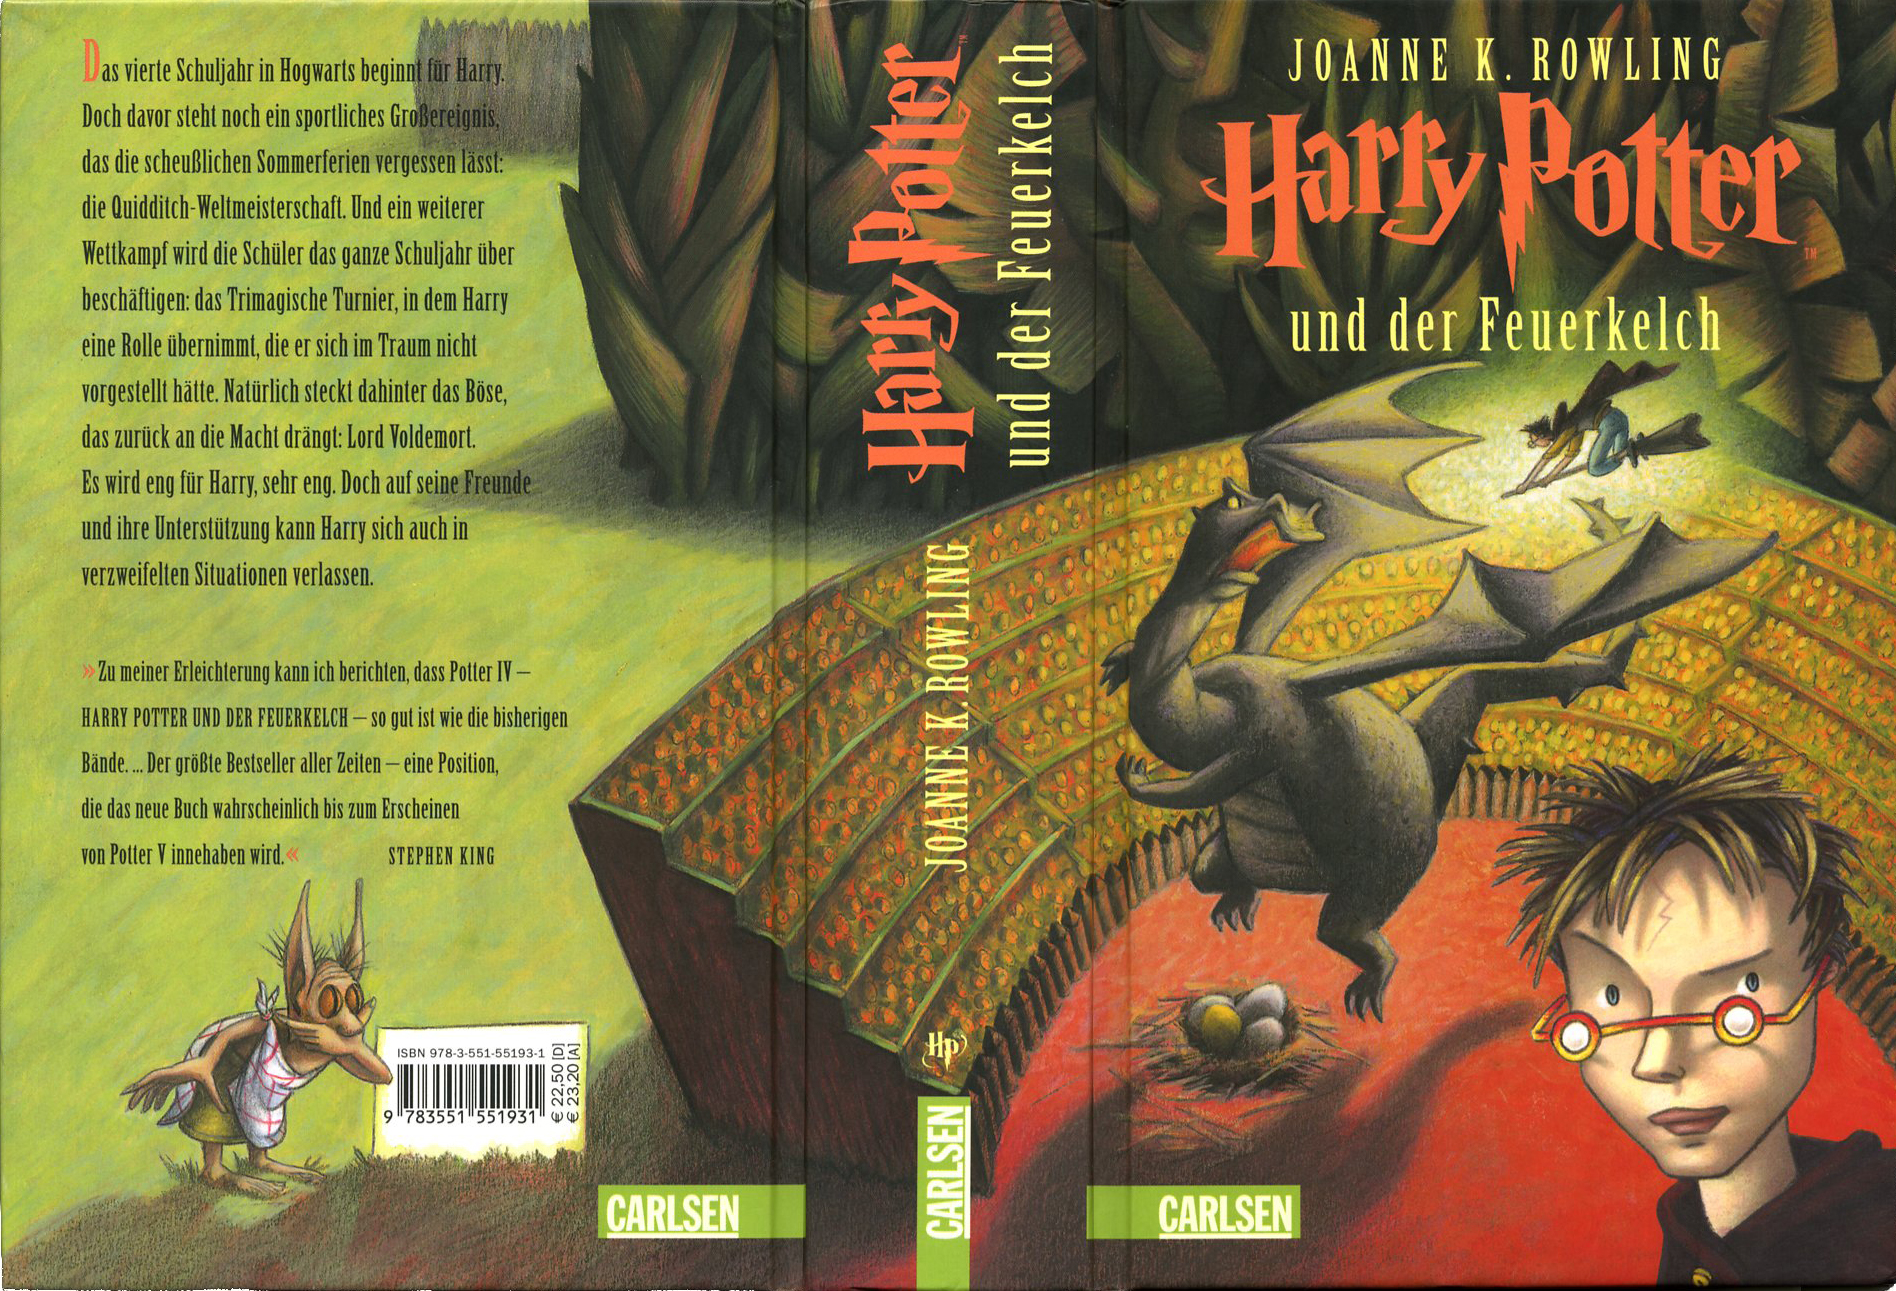 Das vierte Schuljahr in Hogwarts beginnt für Harry.
Doch davor steht noch ein sportliches Großereignis,
das die scheußlichen Sommerferien vergessen lässt:
die Quidditch-Weltmeisterschaft. Und ein weiterer
Wettkampf wird die Schüler das ganze Schuljahr über
beschäftigen: das Trimagische Turnier, in dem Harry
eine Rolle übernimmt, die er sich im Traum nicht
vorgestellt hätte. Natürlich steckt dahinter das Böse,
das zurück an die Macht drängt: Lord Voldemort.
Es wird eng für Harry, sehr eng. Doch auf seine Freunde
und ihre Unterstützung kann Harry sich auch in
verzweifelten Situationen verlassen.
»Zu meiner Erleichterung kann ich berichten, dass Potter IV –
HARRY POTTER UND DER FEUERKELCH – so gut ist wie die bisherigen
Bände. ... Der größte Bestseller aller Zeiten – eine Position,
die das neue Buch wahrscheinlich bis zum Erscheinen
von Potter V innehaben wird.« STEPHEN KING
ISBN 978-3-551-55193-1
9 783551 551931
€ 22,50 [D]
€ 23,20 [A]
CARLSEN
Harry Potter™
und der Feuerkelch
JOANNE K. ROWLING
HP
CARLSEN
JOANNE K. ROWLING
Harry Potter™
und der Feuerkelch
CARLSEN